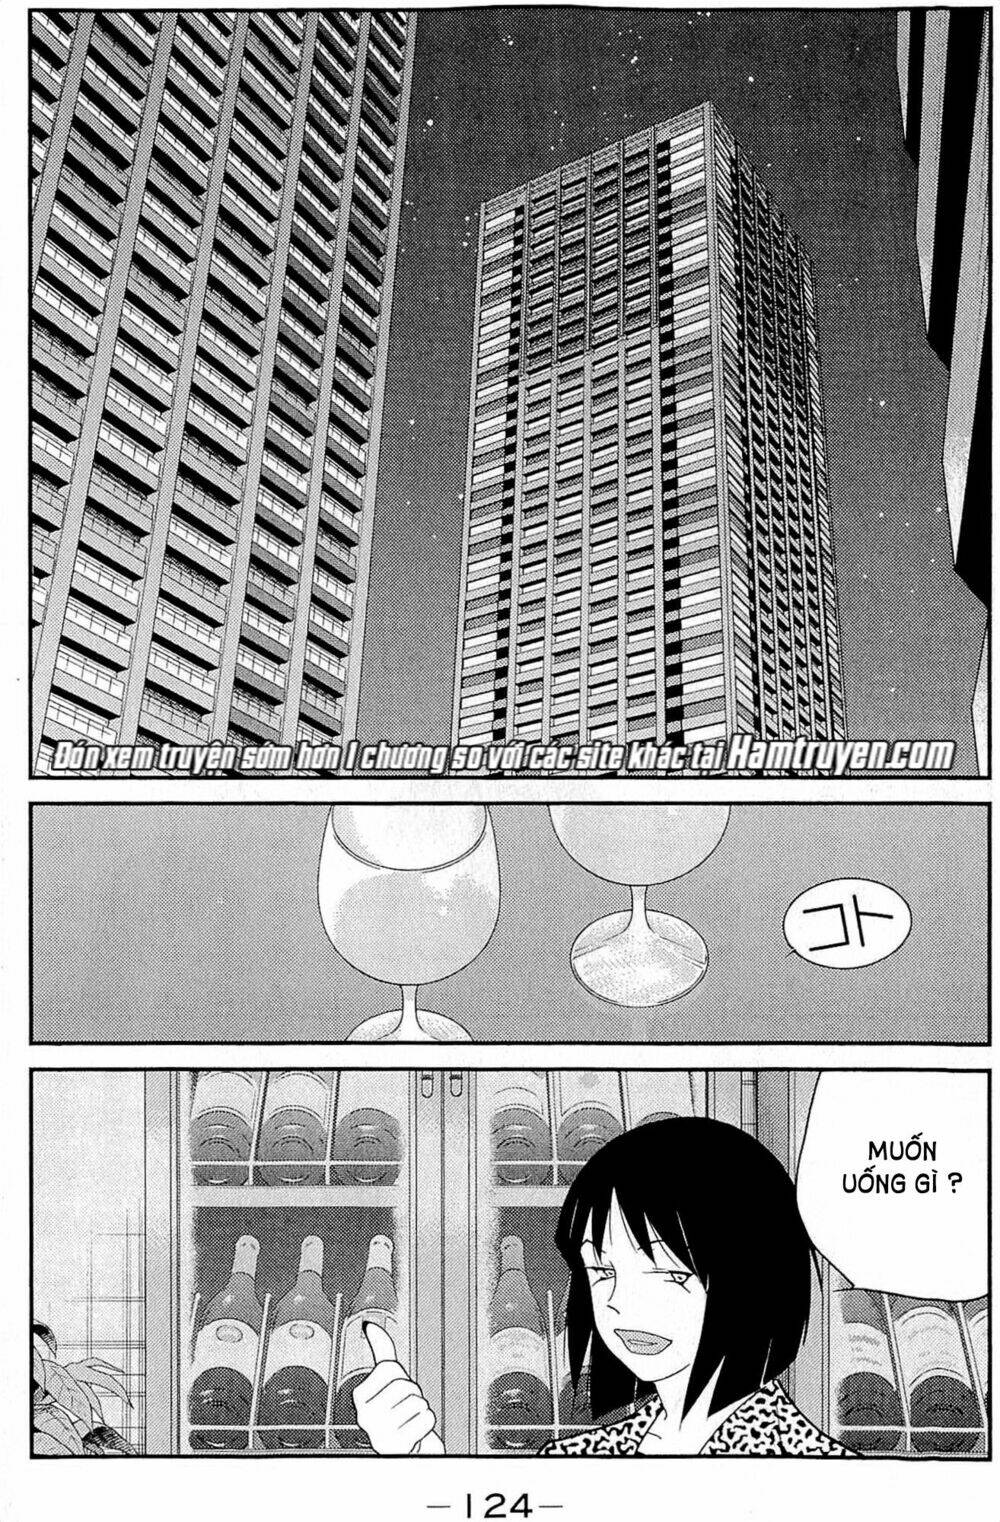 Đón xem truyện sớm hơn 1 chương so với các site khác tại Hamtruyen.com
コト
MUỐN
UỐNG GÌ ?
-124-